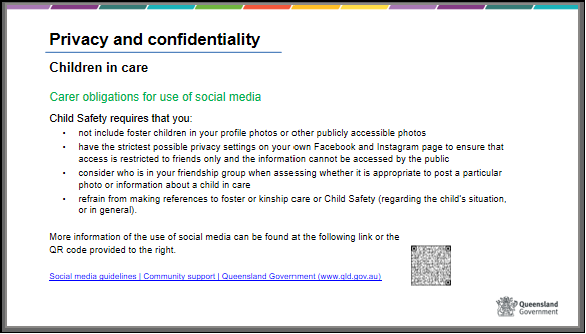 Privacy and confidentiality
Children in care
Carer obligations for use of social media
Child Safety requires that you:
• not include foster children in your profile photos or other publicly accessible photos
• have the strictest possible privacy settings on your own Facebook and Instagram page to ensure that
access is restricted to friends only and the information cannot be accessed by the public
• consider who is in your friendship group when assessing whether it is appropriate to post a particular
photo or information about a child in care
• refrain from making references to foster or kinship care or Child Safety (regarding the child's situation,
or in general).
More information of the use of social media can be found at the following link or the
QR code provided to the right.
Social media guidelines | Community support | Queensland Government (www.qld.gov.au)
Queensland
Government